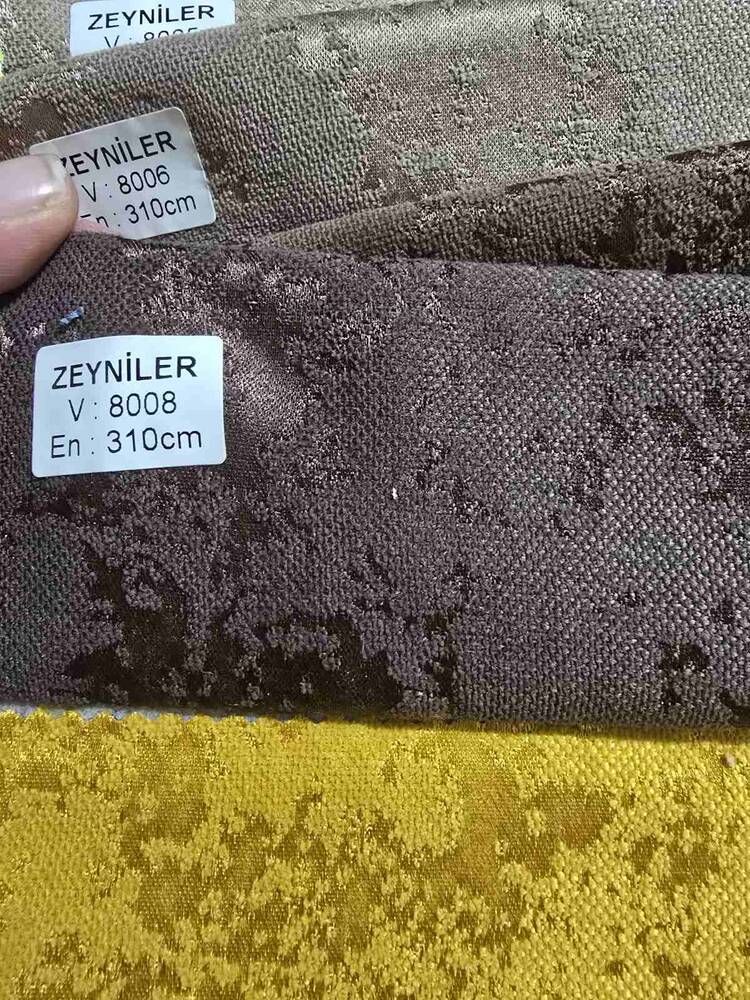 ZEYNİLER
V :
ZEYNİLER
V : 8006
En : 310cm
ZEYNİLER
V : 8008
En : 310cm